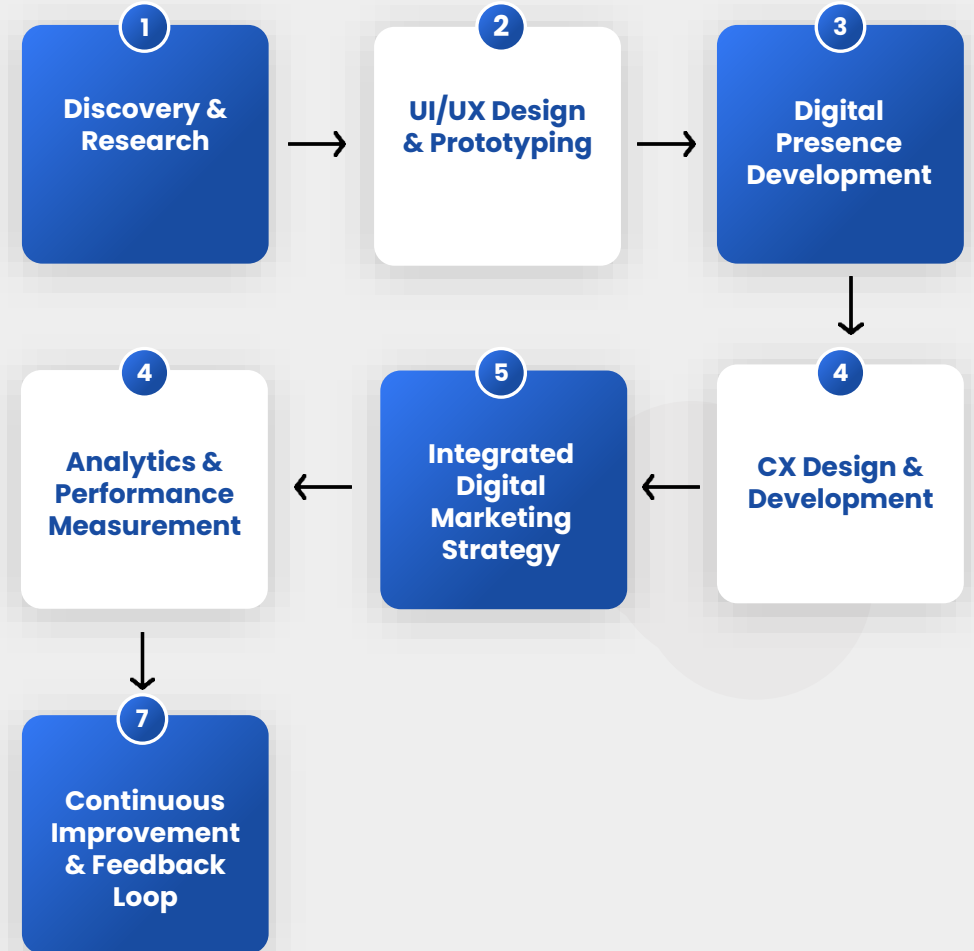 1
Discovery &
Research
2
UI/UX Design
& Prototyping
3
Digital
Presence
Development
4
CX Design &
Development
5
Integrated
Digital
Marketing
Strategy
4
Analytics &
Performance
Measurement
7
Continuous
Improvement
& Feedback
Loop